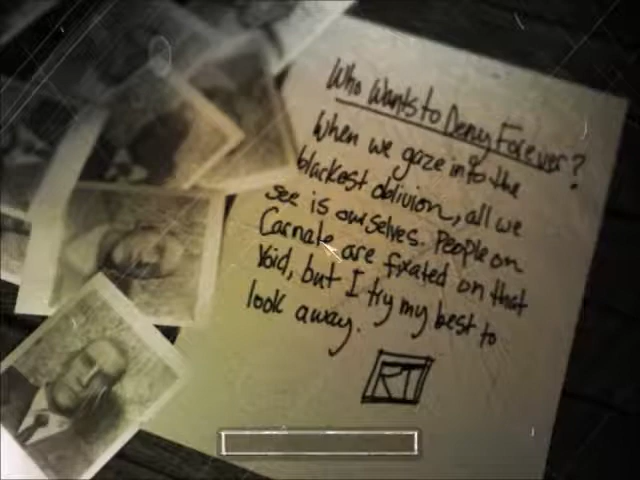 Who Wants to Deny Forever?
When we gaze into the
blackest oblivion, all we
see is ourselves. People on
Carnate are fixated on that
Void, but I try my best to
look away.
RT